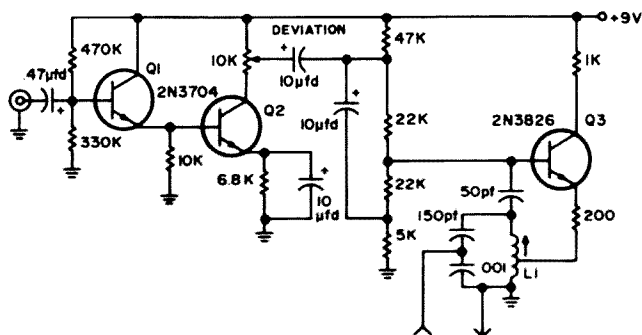 +9V
DEVIATION
470K
Q1
10K
+
10µfd
47K
1K
.47µfd
+
2N3704
Q2
10µfd
+
22K
2N3826
Q3
330K
10K
6.8K
+
10
µfd
22K
50pf
5K
150pf
200
.001
L1